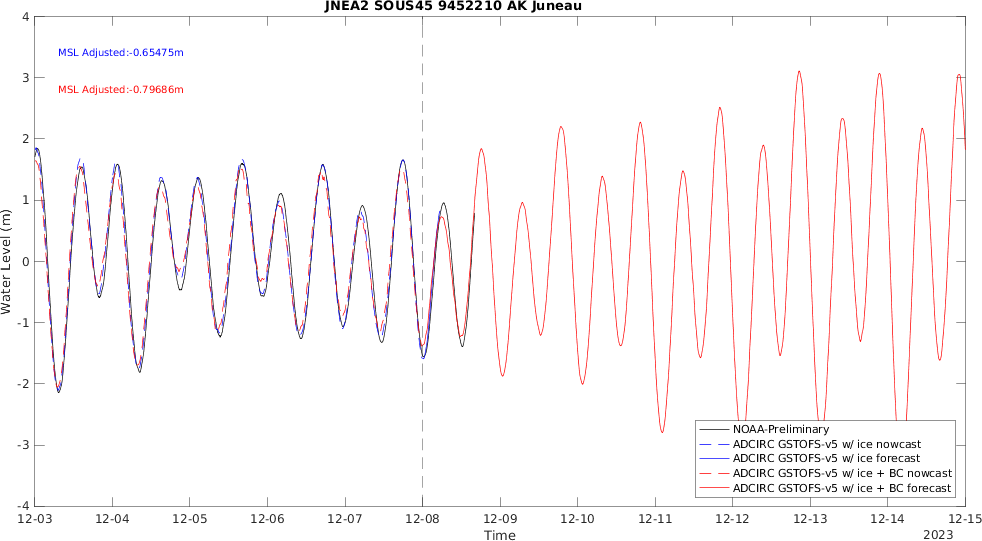 JNEA2 SOUS45 9452210 AK Juneau
4
3
2
1
0
-1
-2
-3
-4
Water Level (m)
MSL Adjusted:-0.65475m
MSL Adjusted:-0.79686m
NOAA-Preliminary
ADCIRC GSTOFS-v5 w/ ice nowcast
ADCIRC GSTOFS-v5 w/ ice forecast
ADCIRC GSTOFS-v5 w/ ice + BC nowcast
ADCIRC GSTOFS-v5 w/ ice + BC forecast
12-03 12-04 12-05 12-06 12-07 12-08 12-09 12-10 12-11 12-12 12-13 12-14 12-15
Time
2023